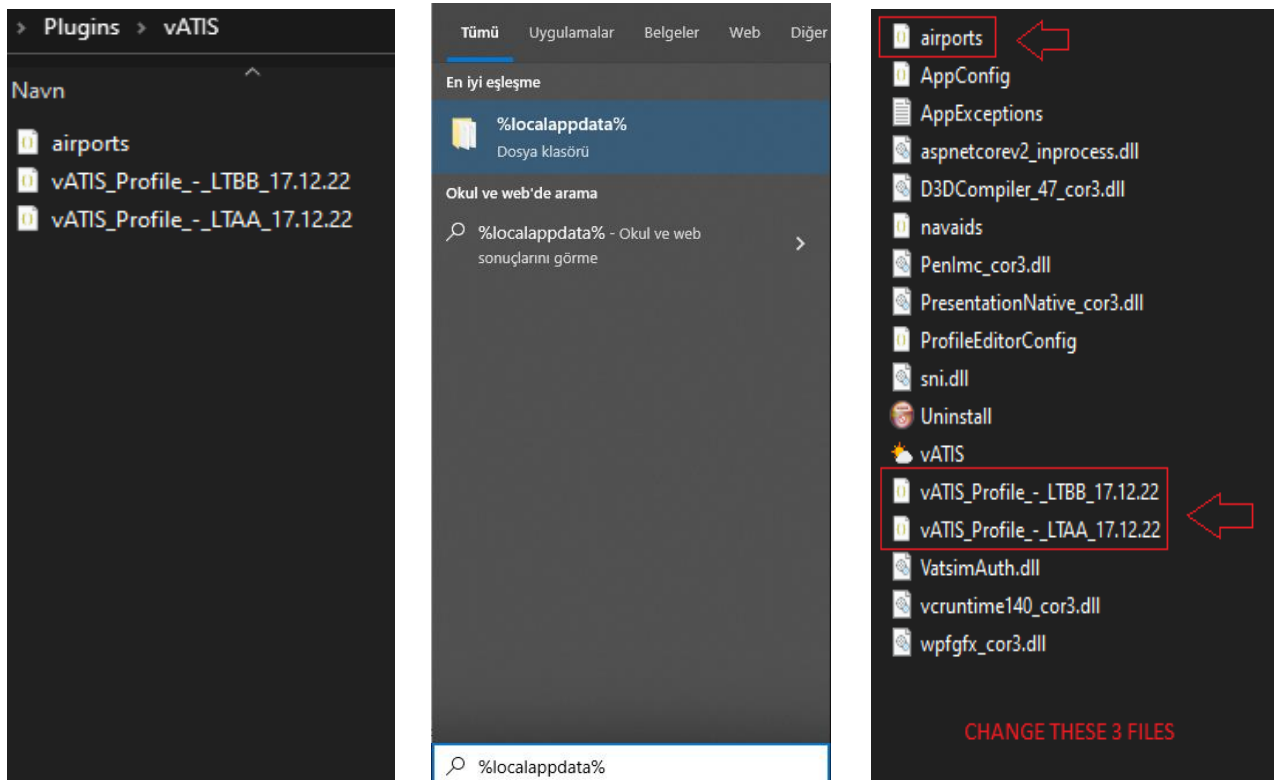 > Plugins > vATIS
Navn
airports
vATIS_Profile_-_LTBB_17.12.22
vATIS_Profile_-_LTAA_17.12.22
Tümü Uygulamalar Belgeler Web Diğer
En iyi eşleşme
%localappdata%
Dosya klasörü
Okul ve web'de arama
%localappdata% - Okul ve web
sonuçlarını görme
%localappdata%
airports
AppConfig
AppExceptions
aspnetcorev2_inprocess.dll
D3DCompiler_47_cor3.dll
navaids
PenImc_cor3.dll
PresentationNative_cor3.dll
ProfileEditorConfig
sni.dll
Uninstall
vATIS
vATIS_Profile_-_LTBB_17.12.22
vATIS_Profile_-_LTAA_17.12.22
VatsimAuth.dll
vcruntime140_cor3.dll
wpfgfx_cor3.dll
CHANGE THESE 3 FILES